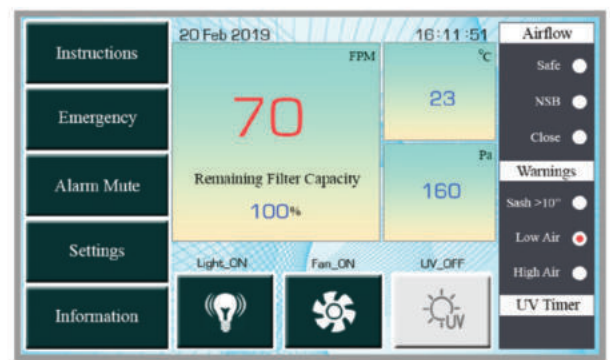 Instructions
Emergency
Alarm Mute
Settings
Information
20 Feb 2019
16:11:51
FPM
70
Remaining Filter Capacity
100%
°C
23
Pa
160
Light_ON
Fan_ON
UV_OFF
UV
Airflow
Safe
NSB
Close
Warnings
Sash >10"
Low Air
High Air
UV Timer